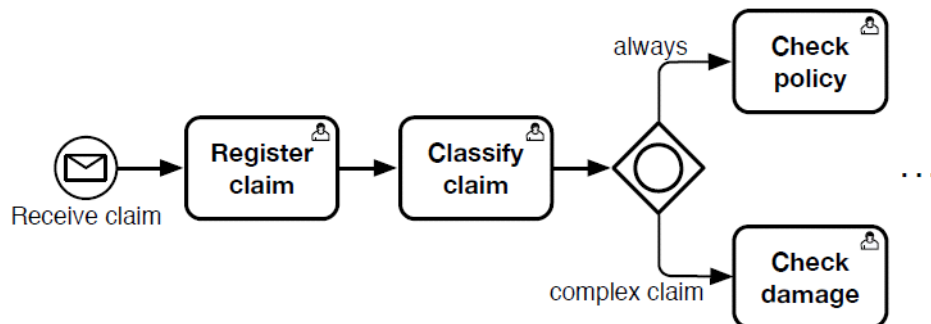 always
Check
policy
Register
claim
Classify
claim
Receive claim
...
complex claim
Check
damage